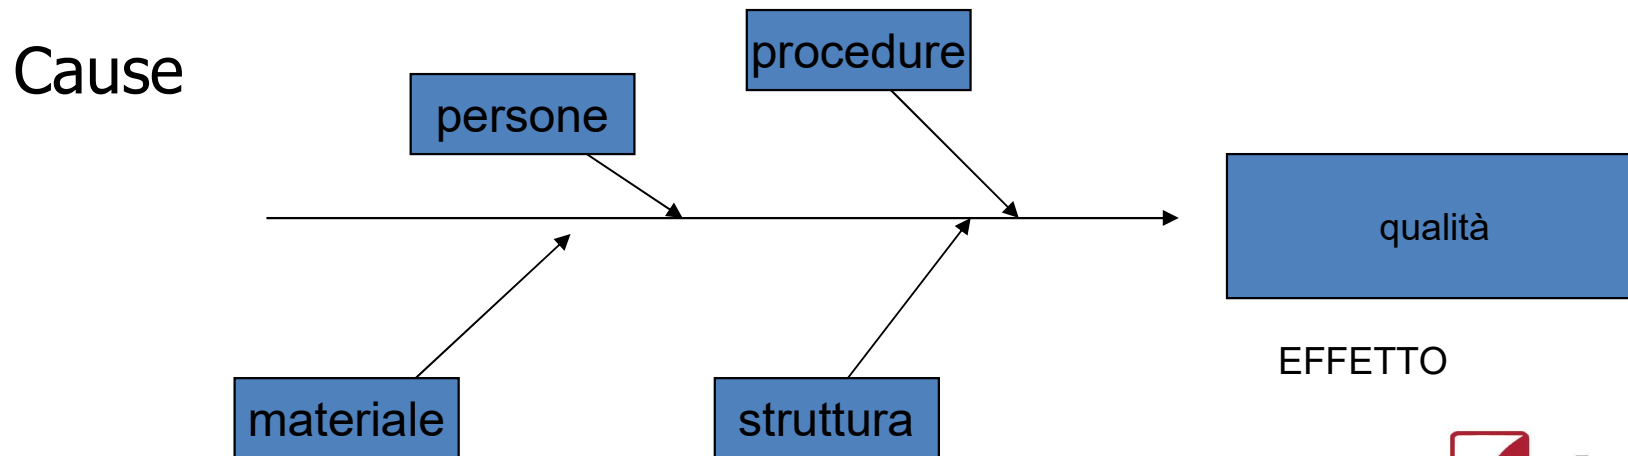 Cause
procedure
persone
qualità
EFFETTO
materiale
struttura